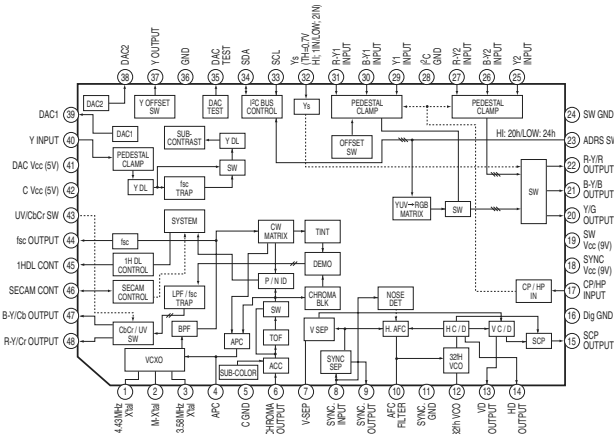 DAC2
Y OUTPUT
GND
DAC
TEST
SDA
SCL
Ys
(TH=0.7V
HI; 1IN/LOW; 2IN)
R-Y1
INPUT
B-Y1
INPUT
Y1
INPUT
I²C
GND
R-Y2
INPUT
B-Y2
INPUT
Y2
INPUT
38
37
36
35
34
33
32
31
30
29
28
27
26
25
DAC2
Y OFFSET
SW
DAC
TEST
I²C BUS
CONTROL
Ys
PEDESTAL
CLAMP
PEDESTAL
CLAMP
DAC1
39
DAC1
24
SW GND
SUB-
CONTRAST
Y DL
OFFSET
SW
HI: 20h/LOW: 24h
23
ADRS SW
Y INPUT
40
PEDESTAL
CLAMP
SW
SW
22
R-Y/R
OUTPUT
DAC Vcc (5V)
41
Y DL
fsc
TRAP
YUV→RGB
MATRIX
SW
21
B-Y/B
OUTPUT
C Vcc (5V)
42
20
Y/G
OUTPUT
UV/CbCr SW
43
SYSTEM
CW
MATRIX
TINT
19
SW
Vcc (9V)
fsc OUTPUT
44
fsc
18
SYNC
Vcc (9V)
1HDL CONT
45
1H DL
CONTROL
DEMO
P / N ID
SECAM CONT
46
SECAM
CONTROL
LPF / fsc
TRAP
CHROMA
BLK
NOSE
DET
CP / HP
IN
17
CP/HP
INPUT
B-Y/Cb OUTPUT
47
CbCr / UV
SW
BPF
APC
SW
V SEP
H. AFC
H C / D
V C / D
SCP
16
Dig GND
R-Y/Cr OUTPUT
48
TOF
15
SCP
OUTPUT
VCXO
SUB-COLOR
ACC
SYNC
SEP
32fH
VCO
1
2
3
4
5
6
7
8
9
10
11
12
13
14
4.43MHz
X'tal
M-X'tal
3.58MHz
X'tal
APC
C GND
CHROMA
OUTPUT
V-SEP
SYNC.
INPUT
SYNC.
OUTPUT
AFC
FILTER
SYNC.
GND
32fh VCO
VD
OUTPUT
HD
OUTPUT